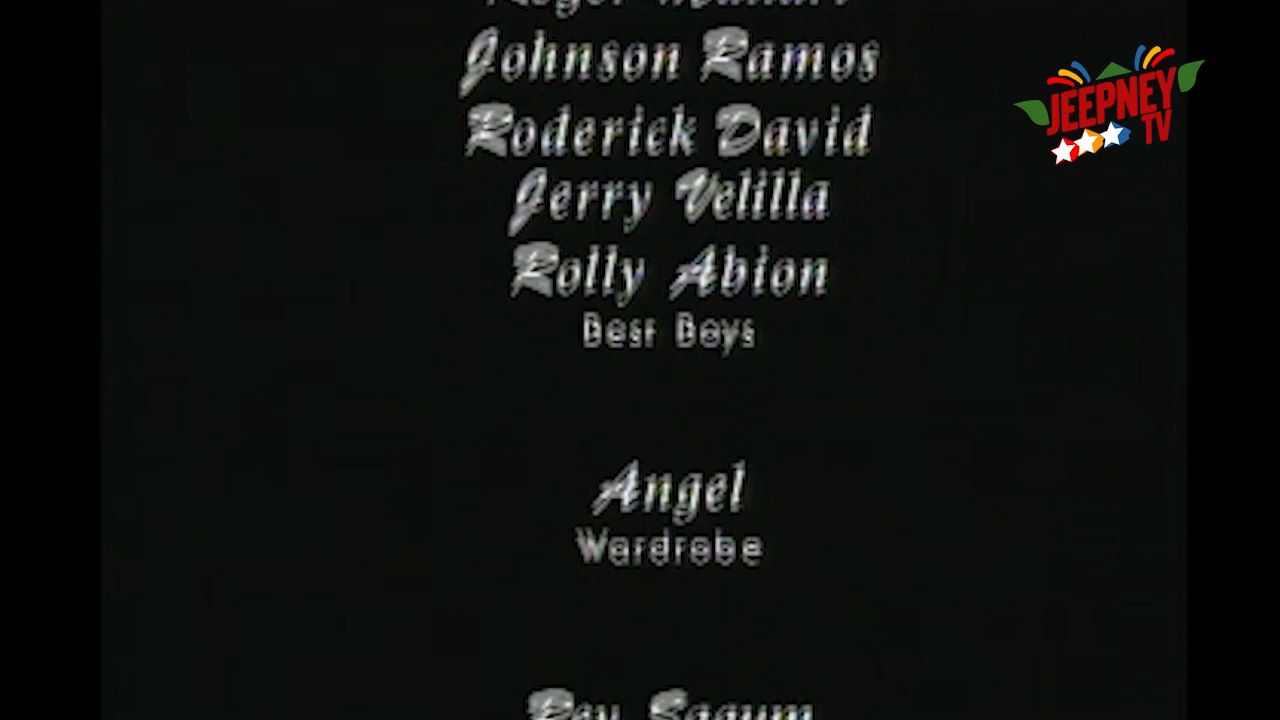 Johnson Ramos
Roderick David
Jerry Velilla
Rolly Abion
Best Boys
Angel
Wardrobe
JEEPNEY
TV